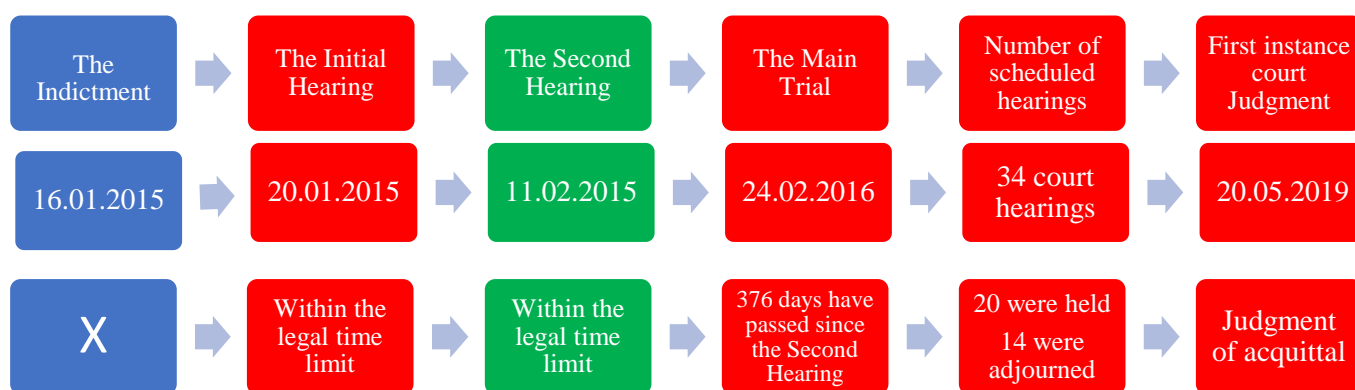 The
Indictment
The Initial
Hearing
The Second
Hearing
The Main
Trial
Number of
scheduled
hearings
First instance
court
Judgment
16.01.2015
20.01.2015
11.02.2015
24.02.2016
34 court
hearings
20.05.2019
X
Within the
legal time
limit
Within the
legal time
limit
376 days have
passed since
the Second
Hearing
20 were held
14 were
adjourned
Judgment
of acquittal